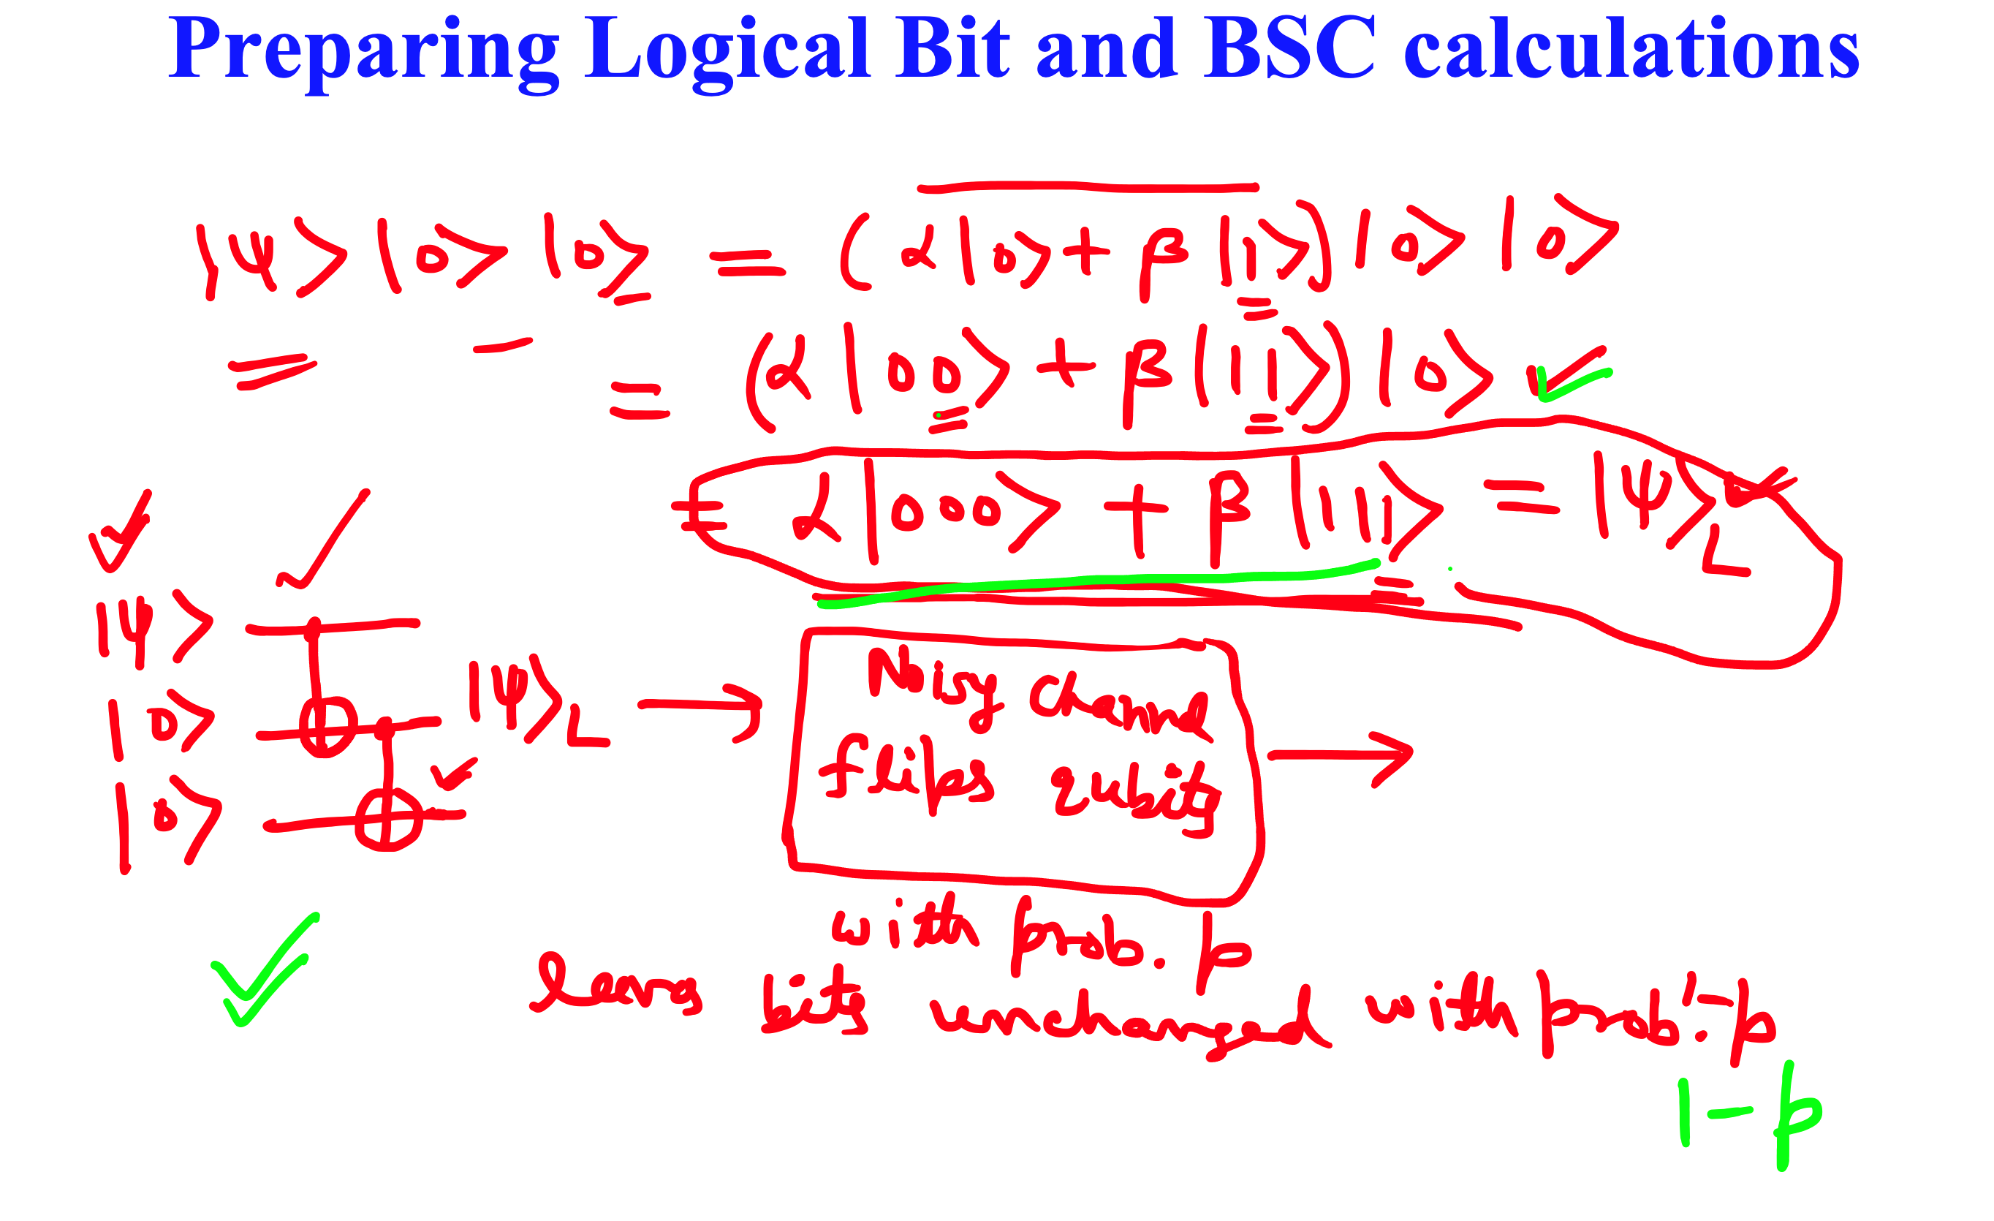 Preparing Logical Bit and BSC calculations
|ψ>|0>|0> = (α|0>+β|1>)|0>|0>
= (α|00> + β|11>)|0>
= α|000> + β|111> = |ψ>L
|ψ>
|0>
|0>
|ψ>L
Noisy channel
flips qubits
with prob. p
leaves bits unchanged with prob. 1-p
1-p